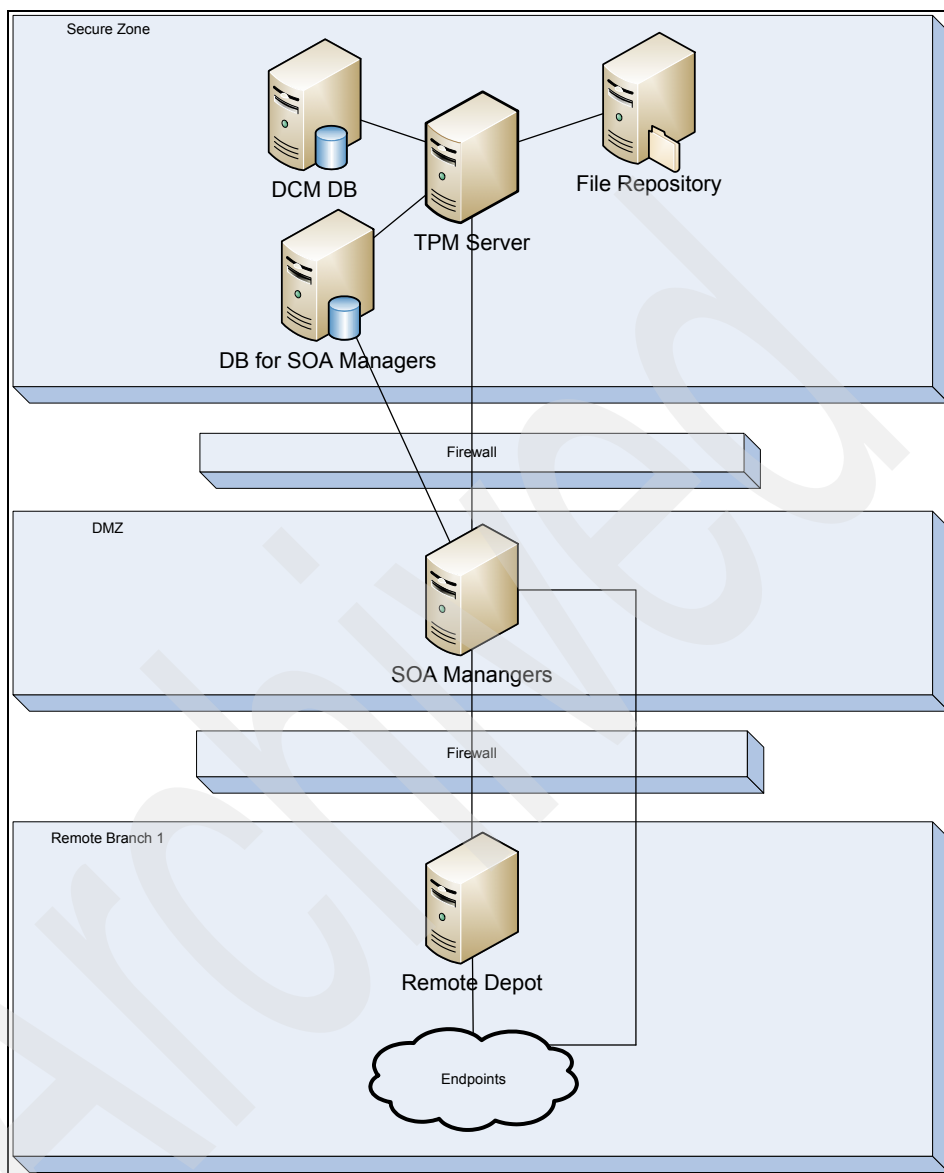 Secure Zone
DCM DB
File Repository
TPM Server
DB for SOA Managers
Firewall
DMZ
SOA Manangers
Firewall
Remote Branch 1
Remote Depot
Endpoints
Archived